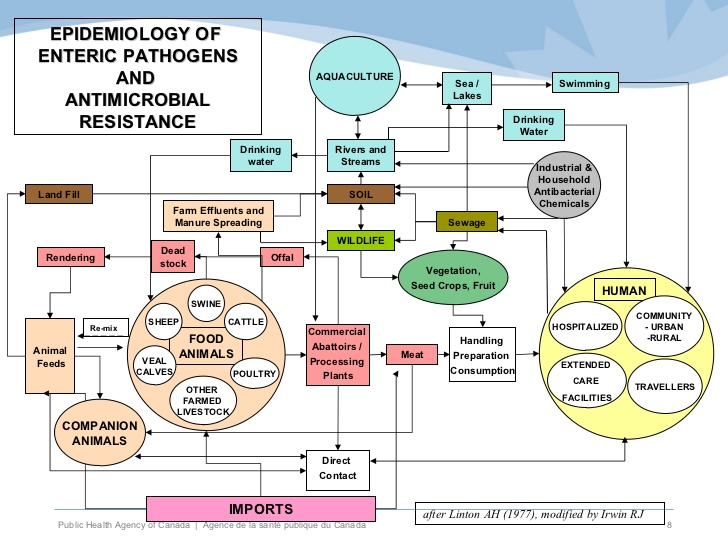 EPIDEMIOLOGY OF
ENTERIC PATHOGENS
AND
ANTIMICROBIAL
RESISTANCE
AQUACULTURE
Sea /
Lakes
Swimming
Drinking
Water
Drinking
water
Rivers and
Streams
Industrial &
Household
Antibacterial
Chemicals
Land Fill
SOIL
Farm Effluents and
Manure Spreading
Sewage
WILDLIFE
Rendering
Dead
stock
Offal
Vegetation,
Seed Crops, Fruit
HUMAN
HOSPITALIZED
COMMUNITY
- URBAN
-RURAL
EXTENDED
CARE
FACILITIES
TRAVELLERS
Animal
Feeds
Re-mix
SWINE
SHEEP
CATTLE
FOOD
ANIMALS
VEAL
CALVES
POULTRY
OTHER
FARMED
LIVESTOCK
Commercial
Abattoirs /
Processing
Plants
Meat
Handling
Preparation
Consumption
COMPANION
ANIMALS
Direct
Contact
IMPORTS
after Linton AH (1977), modified by Irwin RJ
Public Health Agency of Canada | Agence de la santé publique du Canada
8